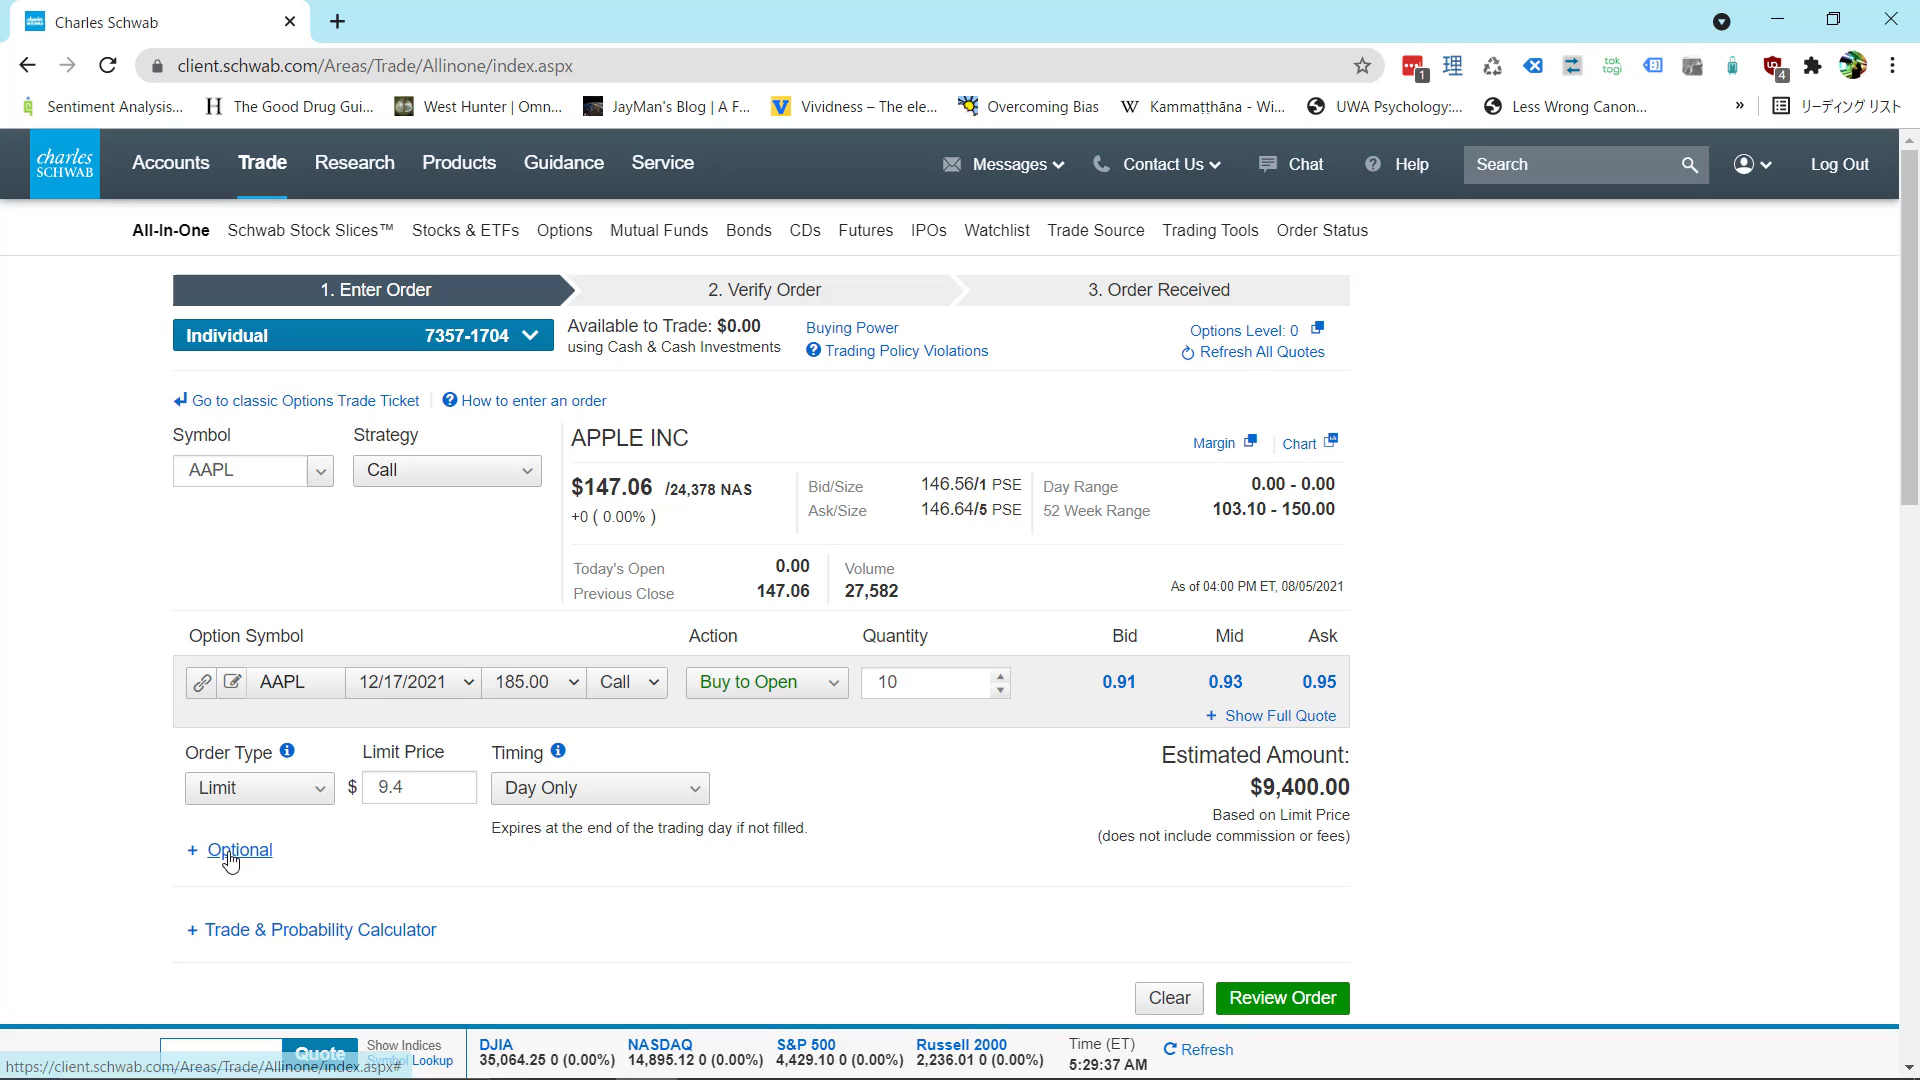 Charles Schwab
client.schwab.com/Areas/Trade/Allinone/index.aspx
1
理
tok
togi
4
Sentiment Analysis...
The Good Drug Gui...
West Hunter | Omn...
JayMan's Blog | A F...
Vividness – The ele...
Overcoming Bias
W Kammaṭṭhāna - Wi...
UWA Psychology:...
Less Wrong Canon...
»
リーディング リスト
charles
SCHWAB
Accounts Trade Research Products Guidance Service
Messages Contact Us Chat Help Search Log Out
All-In-One Schwab Stock Slices™ Stocks & ETFs Options Mutual Funds Bonds CDs Futures IPOs Watchlist Trade Source Trading Tools Order Status
1. Enter Order 2. Verify Order 3. Order Received
Individual 7357-1704
Available to Trade: $0.00
using Cash & Cash Investments
Buying Power
Trading Policy Violations
Options Level: 0
Refresh All Quotes
Go to classic Options Trade Ticket
How to enter an order
Symbol Strategy
AAPL Call
APPLE INC
Margin Chart
$147.06 /24,378 NAS
+0 ( 0.00% )
Bid/Size 146.56/1 PSE
Ask/Size 146.64/5 PSE
Day Range 0.00 - 0.00
52 Week Range 103.10 - 150.00
Today's Open 0.00
Previous Close 147.06
Volume
27,582
As of 04:00 PM ET, 08/05/2021
Option Symbol Action Quantity Bid Mid Ask
AAPL 12/17/2021 185.00 Call Buy to Open 10 0.91 0.93 0.95
+ Show Full Quote
Order Type Limit Price Timing
Limit $ 9.4 Day Only
Expires at the end of the trading day if not filled.
Estimated Amount:
$9,400.00
Based on Limit Price
(does not include commission or fees)
+ Optional
+ Trade & Probability Calculator
Clear Review Order
Quote
Show Indices
Symbol Lookup
DJIA
35,064.25 0 (0.00%)
NASDAQ
14,895.12 0 (0.00%)
S&P 500
4,429.10 0 (0.00%)
Russell 2000
2,236.01 0 (0.00%)
Time (ET)
5:29:37 AM
Refresh
https://client.schwab.com/Areas/Trade/Allinone/index.aspx#